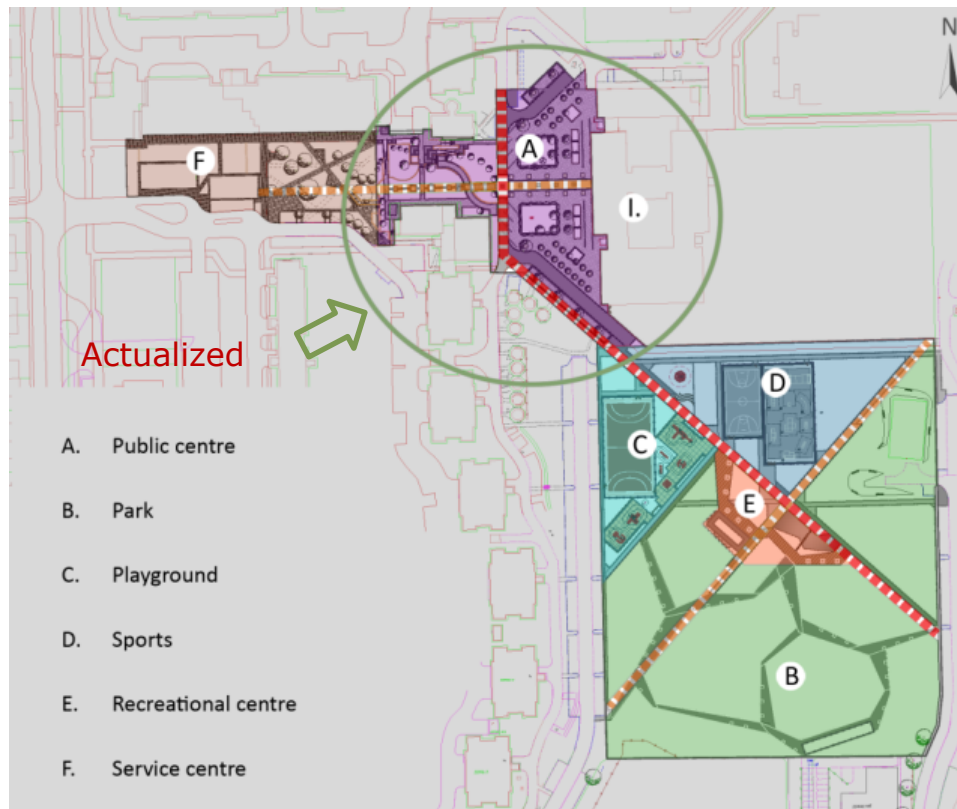 N
A
F
I.
Actualized
D
C
E
B
A. Public centre
B. Park
C. Playground
D. Sports
E. Recreational centre
F. Service centre